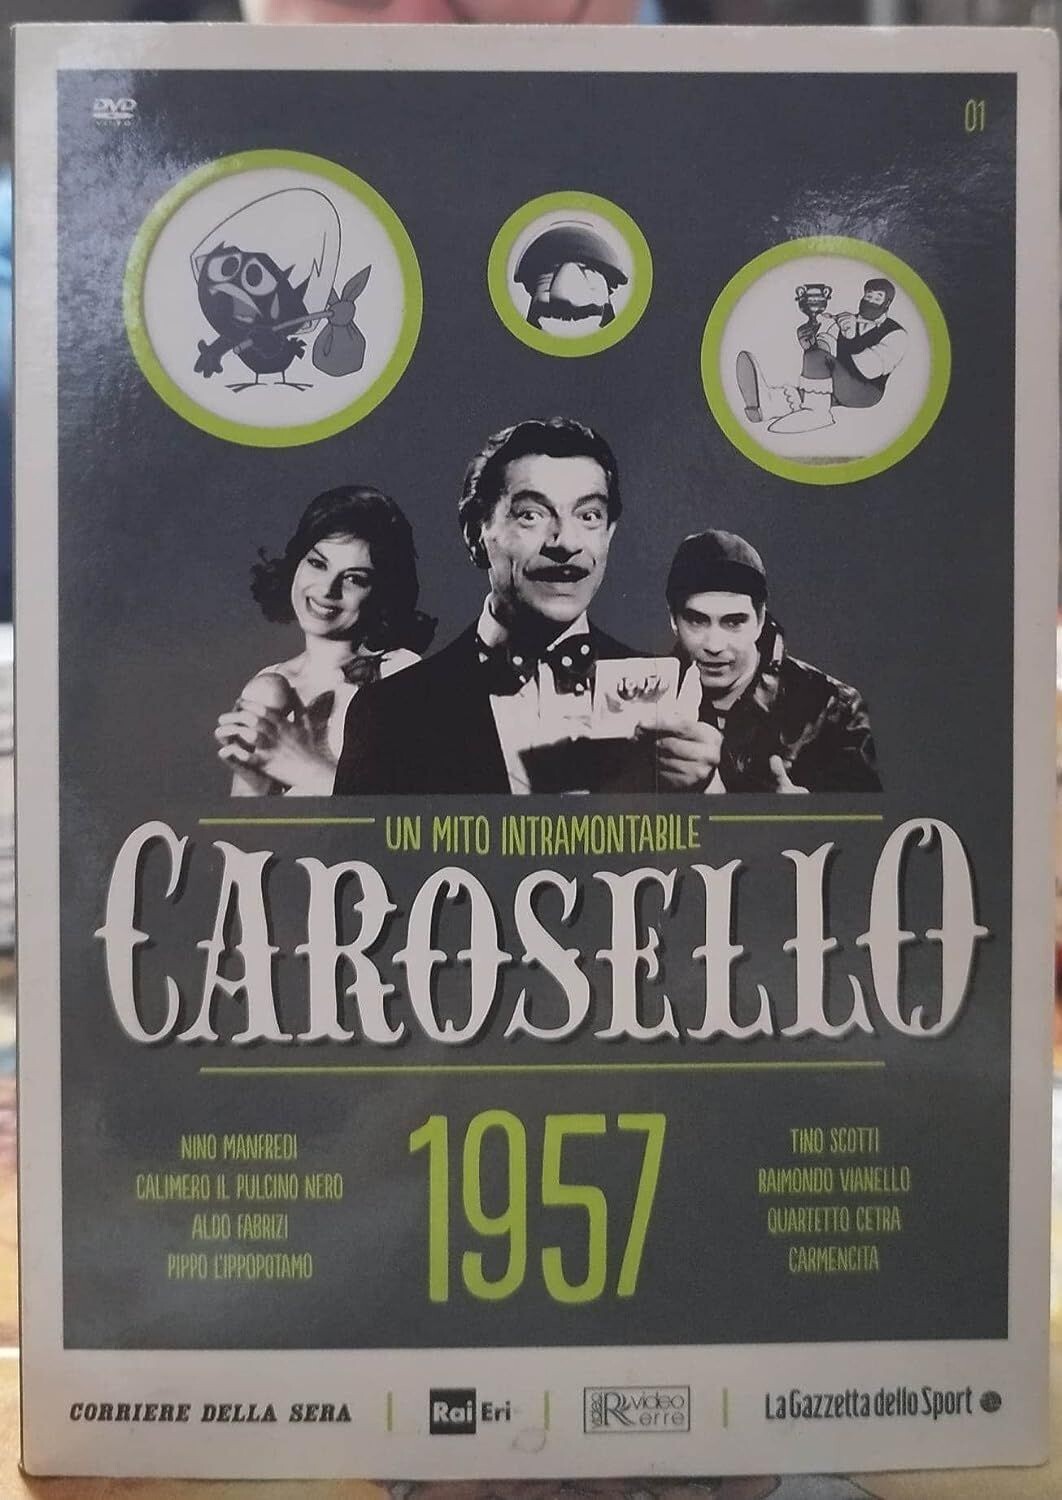 DVD
VIDEO
01
UN MITO INTRAMONTABILE
CAROSELLO
1957
NINO MANFREDI
CALIMERO IL PULCINO NERO
ALDO FABRIZI
PIPPO L'IPPOPOTAMO
TINO SCOTTI
RAIMONDO VIANELLO
QUARTETTO CETRA
CARMENCITA
CORRIERE DELLA SERA
Rai Eri
video
erre
La Gazzetta dello Sport